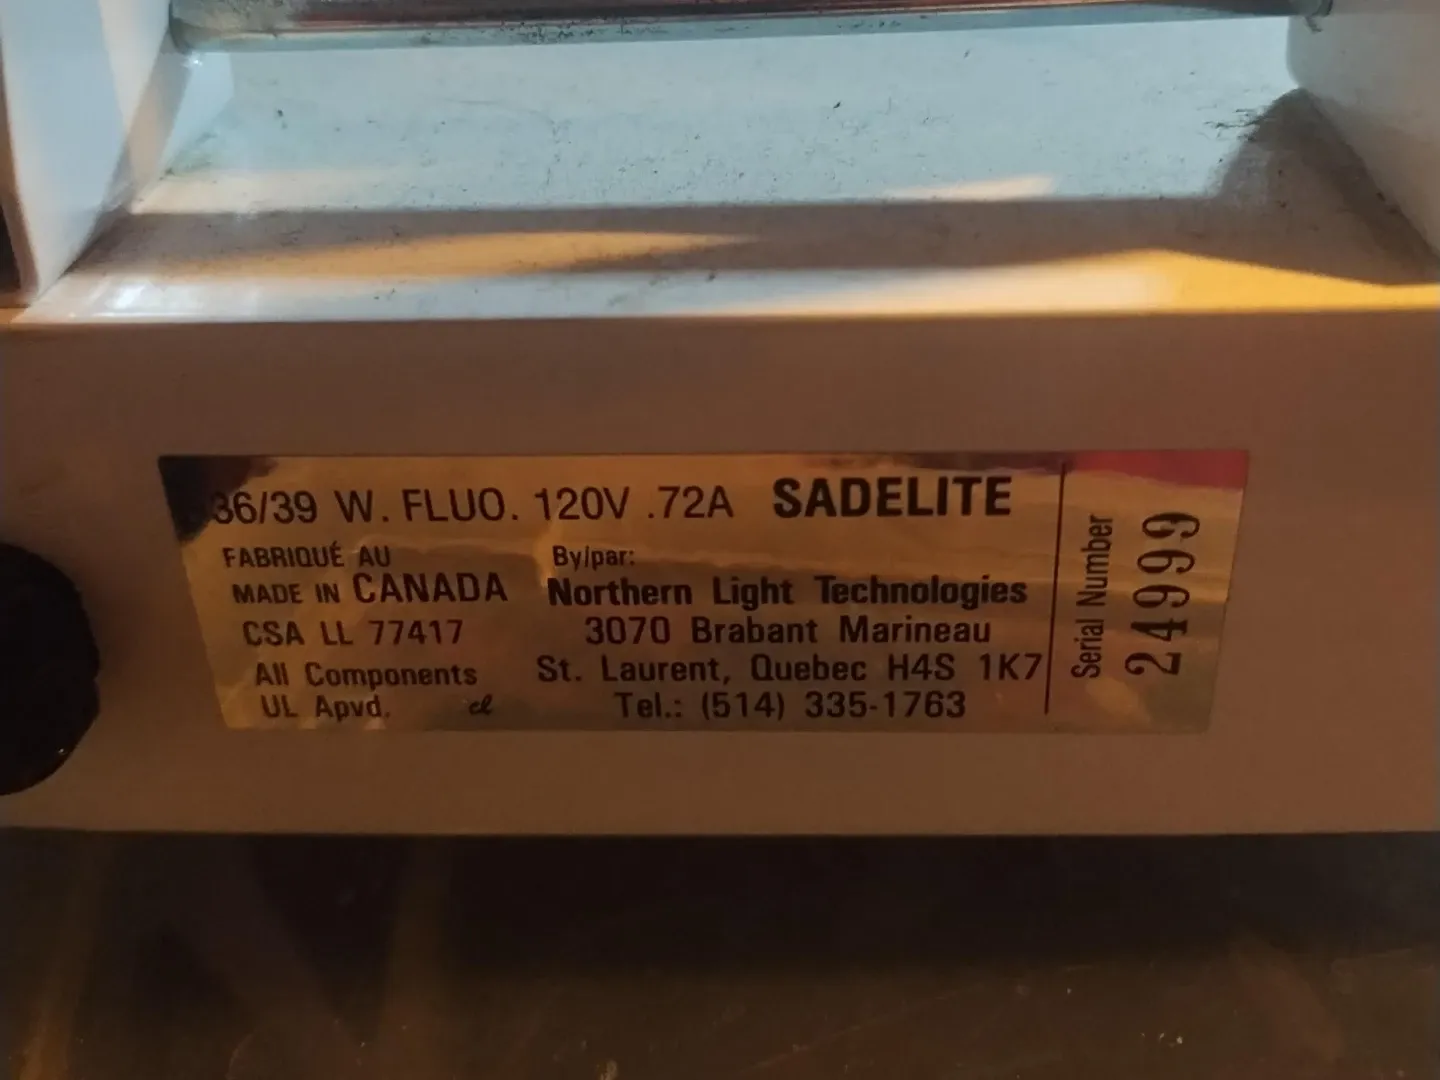 36/39 W. FLUO. 120V .72A SADELITE
FABRIQUÉ AU
MADE IN CANADA
CSA LL 77417
All Components
UL Apvd. cl
By/par:
Northern Light Technologies
3070 Brabant Marineau
St. Laurent, Quebec H4S 1K7
Tel.: (514) 335-1763
Serial Number
24999